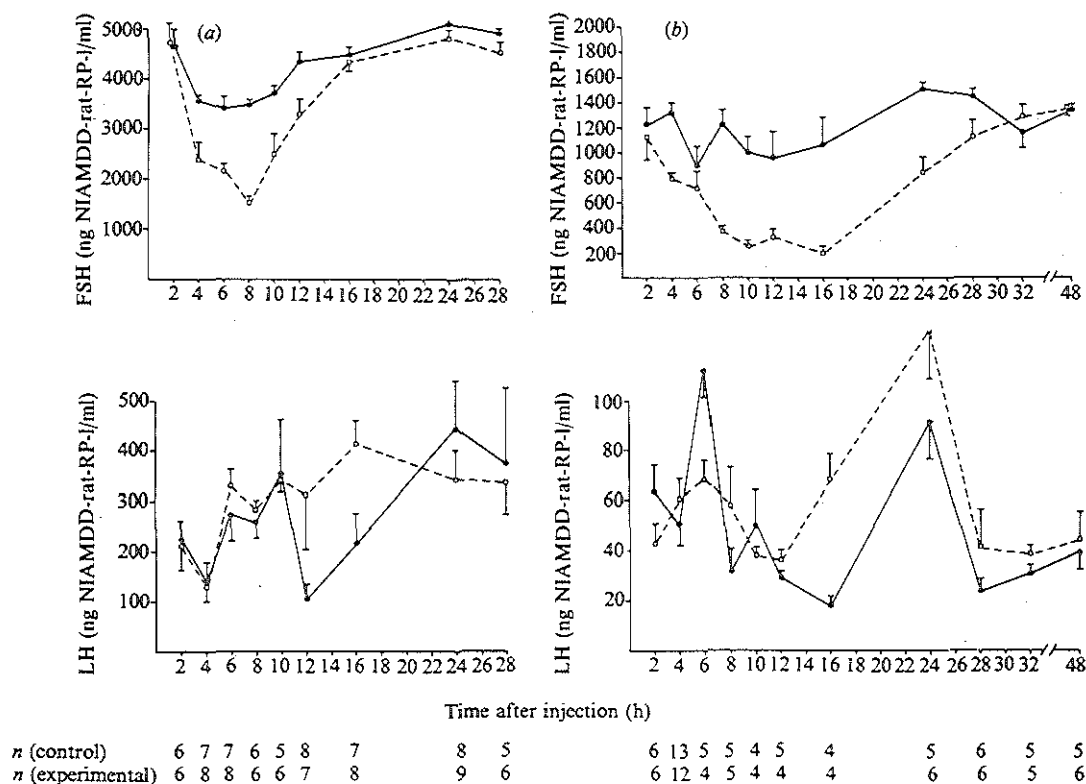 (a)
5000
4000
3000
2000
1000
FSH (ng NIAMDD-rat-RP-1/ml)
2 4 6 8 10 12 14 16 18 20 22 24 26 28
(b)
2000
1800
1600
1400
1200
1000
800
600
400
200
FSH (ng NIAMDD-rat-RP-1/ml)
2 4 6 8 10 12 14 16 18 20 22 24 26 28 30 32 48
500
400
300
200
100
LH (ng NIAMDD-rat-RP-1/ml)
2 4 6 8 10 12 14 16 18 20 22 24 26 28
100
80
60
40
20
LH (ng NIAMDD-rat-RP-1/ml)
2 4 6 8 10 12 14 16 18 20 22 24 26 28 30 32 48
Time after injection (h)
n (control) 6 7 7 6 5 8 7 8 5 6 13 5 5 4 5 4 5 6 5 5
n (experimental) 6 8 8 6 6 7 8 9 6 6 12 4 5 4 4 4 6 6 5 6